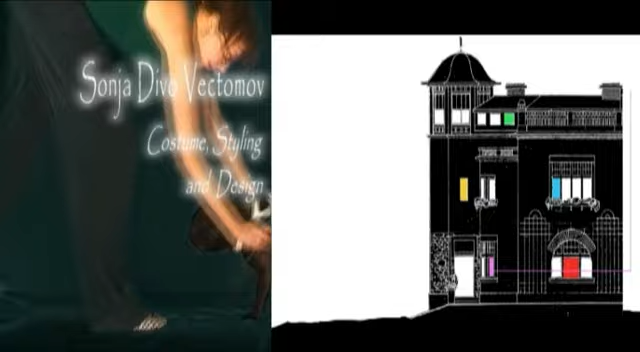 Sonja Divo Vectomov
Costume, Styling
and Design